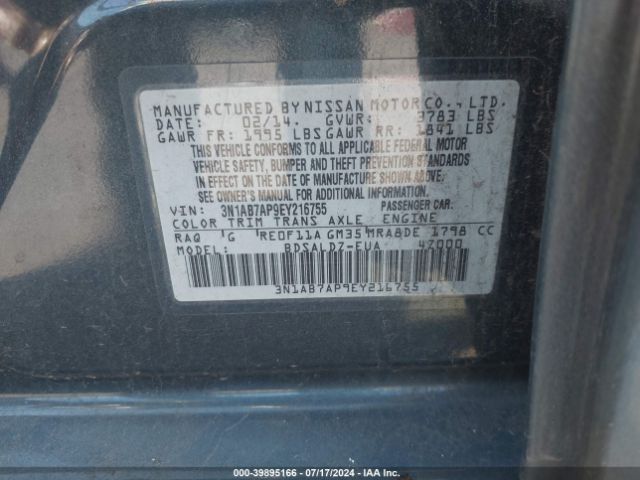 MANUFACTURED BY NISSAN MOTOR CO., LTD.
DATE: 02/14. GVWR: 3783 LBS
GAWR FR: 1995 LBS GAWR RR: 1841 LBS
THIS VEHICLE CONFORMS TO ALL APPLICABLE FEDERAL MOTOR
VEHICLE SAFETY, BUMPER AND THEFT PREVENTION STANDARDS
IN EFFECT ON THE DATE OF MANUFACTURE SHOWN ABOVE.
SEE OWNER'S MANUAL FOR ADDITIONAL INFORMATION.
VIN: 3N1AB7AP9EY216755 PASSENGER CAR.
COLOR TRIM TRANS AXLE ENGINE
RAQ G RE0F11A GM35 MRA8DE 1798 CC
MODEL: BDSALDZ-EUA 47000
3N1AB7AP9EY216755
000-39895166 - 07/17/2024 - IAA Inc.